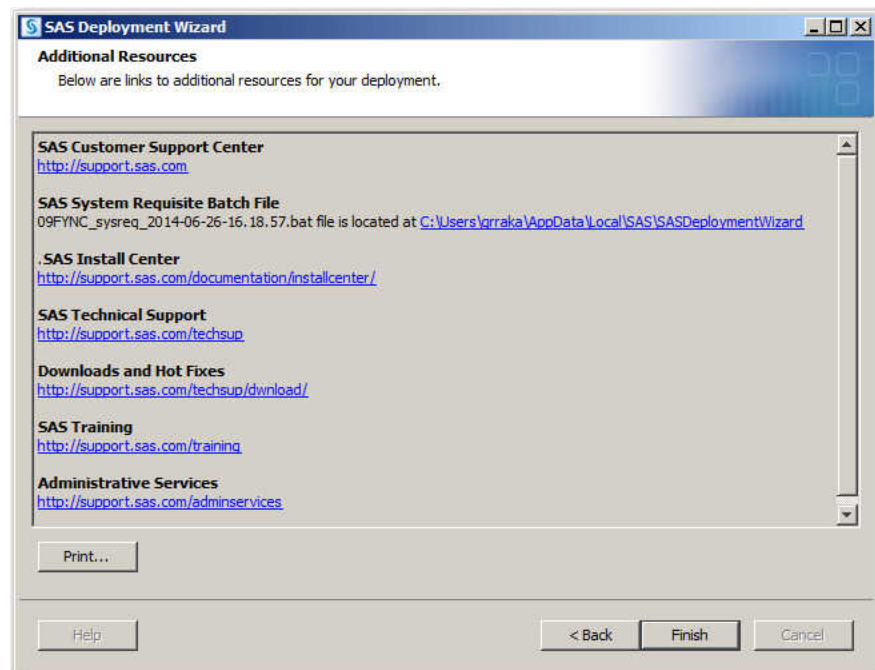 SAS Deployment Wizard
Additional Resources
Below are links to additional resources for your deployment.
SAS Customer Support Center
http://support.sas.com
SAS System Requisite Batch File
09FYNC_sysreq_2014-06-26-16.18.57.bat file is located at C:\Users\grraka\AppData\Local\SAS\SASDeploymentWizard
.SAS Install Center
http://support.sas.com/documentation/installcenter/
SAS Technical Support
http://support.sas.com/techsup
Downloads and Hot Fixes
http://support.sas.com/techsup/dwnload/
SAS Training
http://support.sas.com/training
Administrative Services
http://support.sas.com/adminservices
Print...
Help
< Back
Finish
Cancel